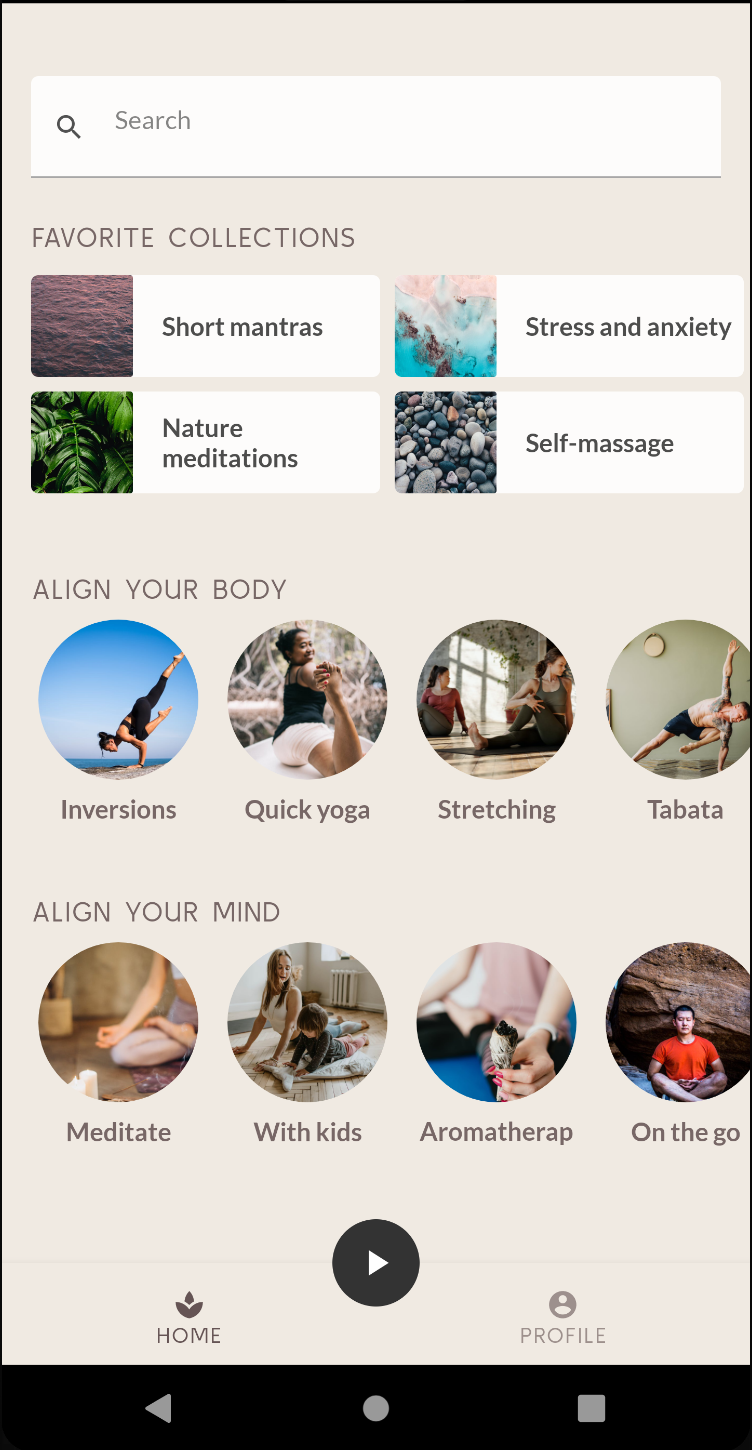 Search
FAVORITE COLLECTIONS
Short mantras
Stress and anxiety
Nature
meditations
Self-massage
ALIGN YOUR BODY
Inversions
Quick yoga
Stretching
Tabata
ALIGN YOUR MIND
Meditate
With kids
Aromatherap
On the go
HOME
PROFILE